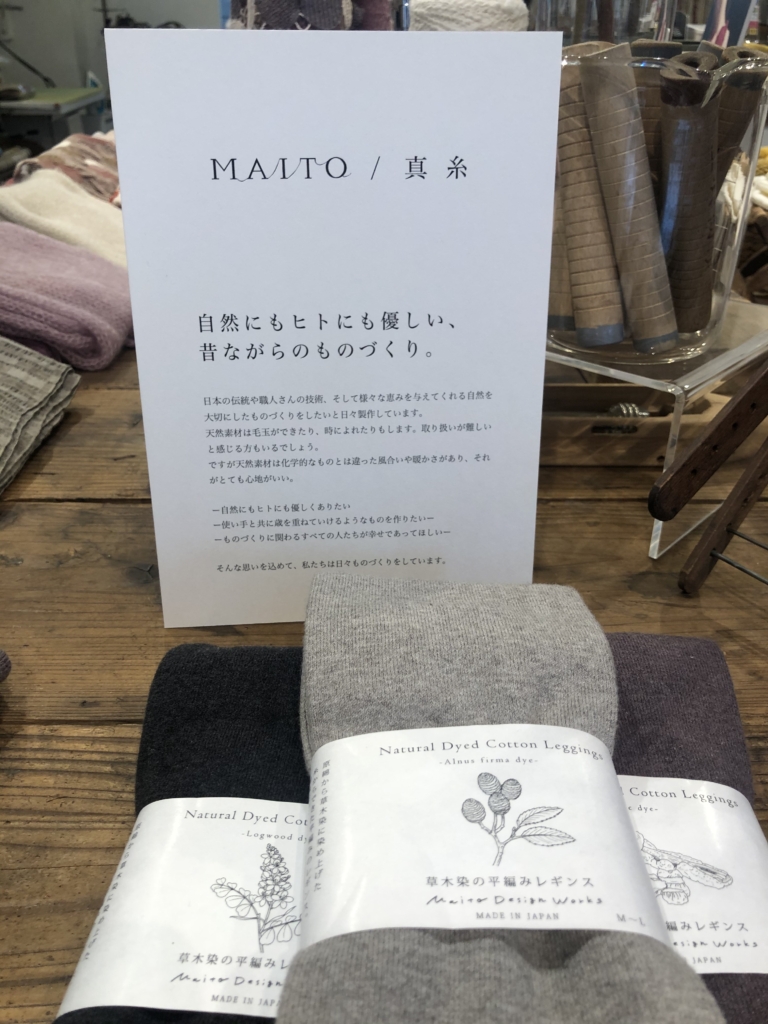 MAITO / 真糸
自然にもヒトにも優しい、
昔ながらのものづくり。
日本の伝統や職人さんの技術、そして様々な恵みを与えてくれる自然を
大切にしたものづくりをしたいと日々製作しています。
天然素材は毛玉ができたり、時によれたりもします。取り扱いが難しい
と感じる方もいるでしょう。
ですが天然素材は化学的なものとは違った風合いや暖かさがあり、それ
がとても心地がいい。
ー自然にもヒトにも優しくありたい
ー使い手と共に歳を重ねていけるようなものを作りたいー
ーものづくりに関わるすべての人たちが幸せであってほしいー
そんな思いを込めて、私たちは日々ものづくりをしています。
Natural Dyed Cotton Leggings
-Alnus firma dye-
草木染の平編みレギンス
Maito Design Works
MADE IN JAPAN
M〜L
Natural Dyed Cot
-Logwood dy
草木染の平編みレ
Maito Design
MADE IN JAPA
Cotton Leggings
dye-
編みレギンス
esign Works
JAPAN